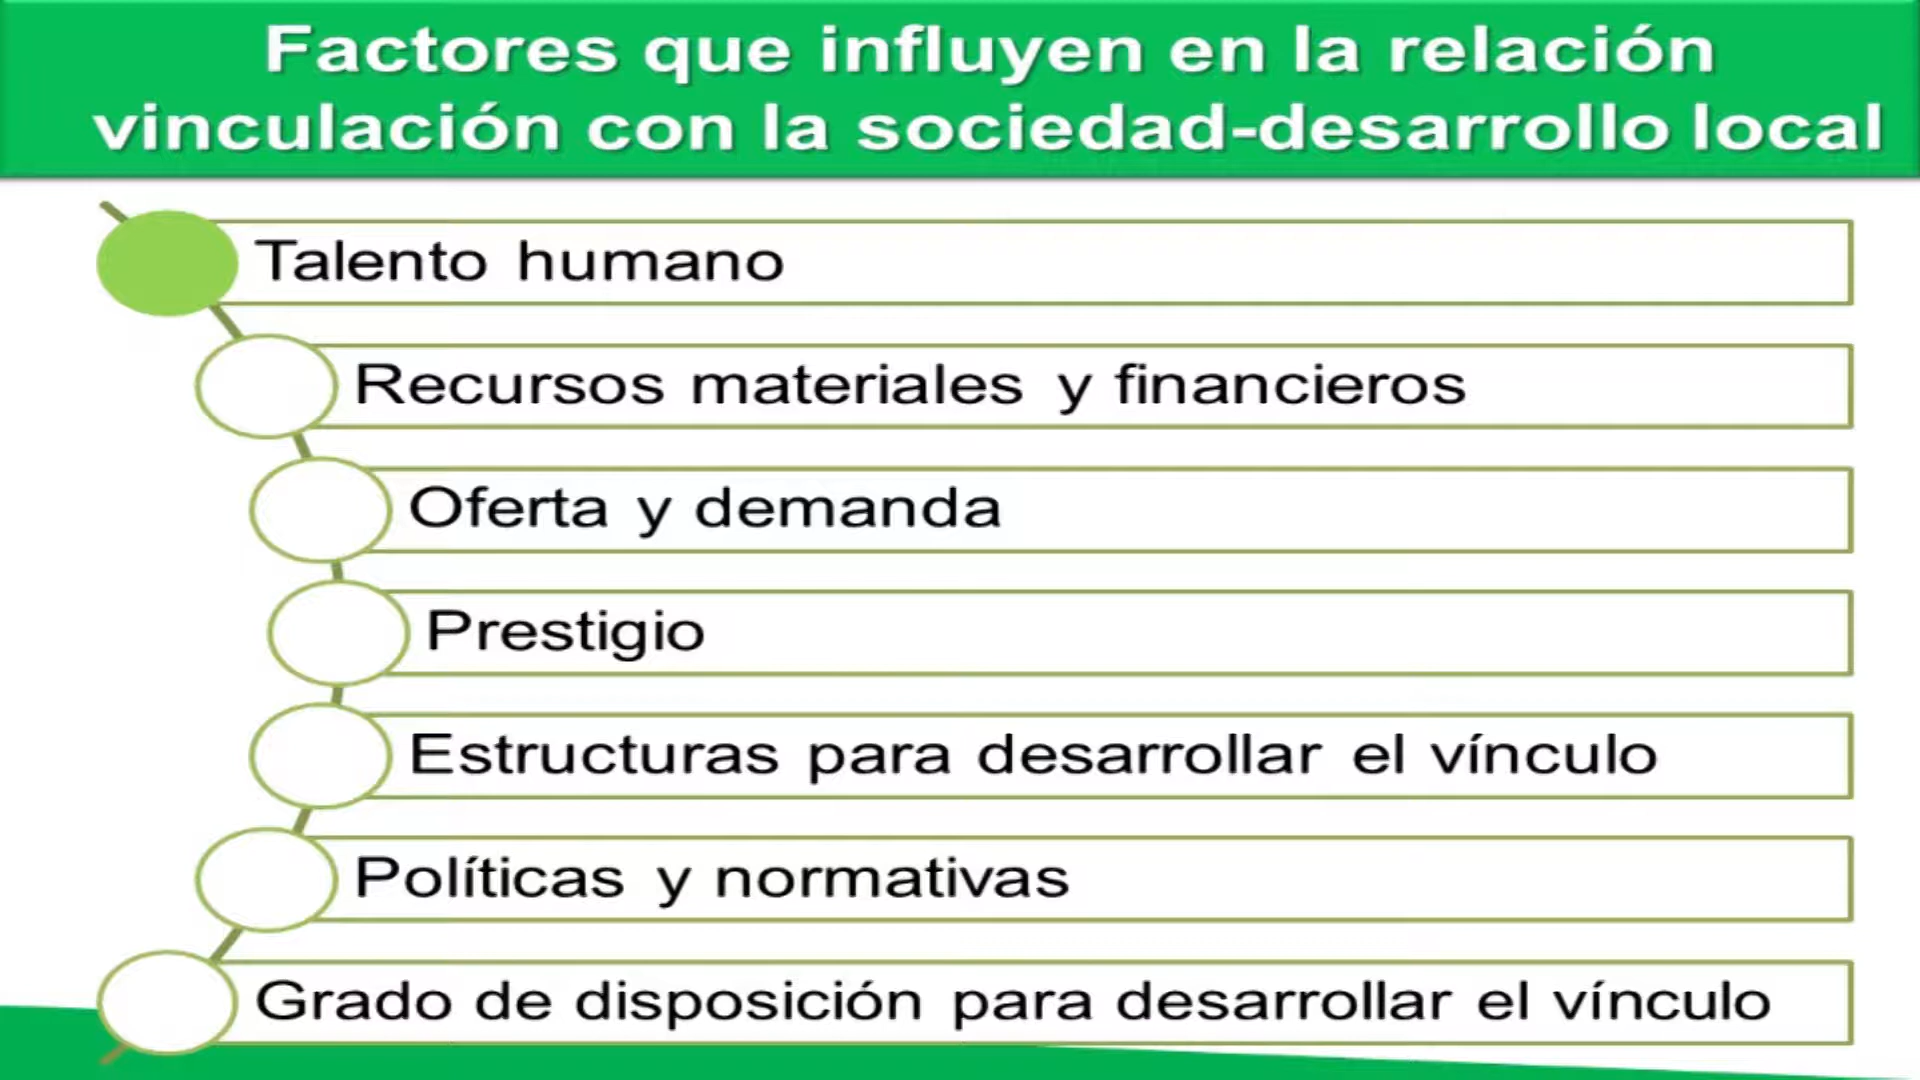 Factores que influyen en la relación
vinculación con la sociedad-desarrollo local
Talento humano
Recursos materiales y financieros
Oferta y demanda
Prestigio
Estructuras para desarrollar el vínculo
Políticas y normativas
Grado de disposición para desarrollar el vínculo